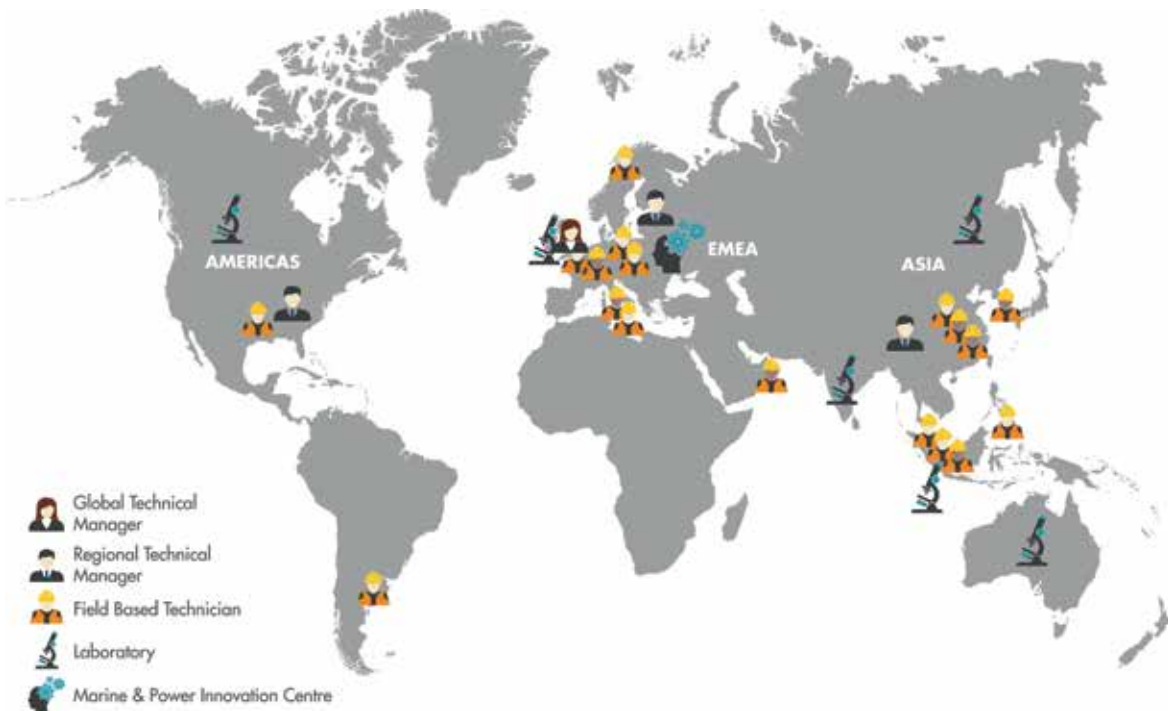 AMERICAS
EMEA
ASIA
Global Technical
Manager
Regional Technical
Manager
Field Based Technician
Laboratory
Marine & Power Innovation Centre